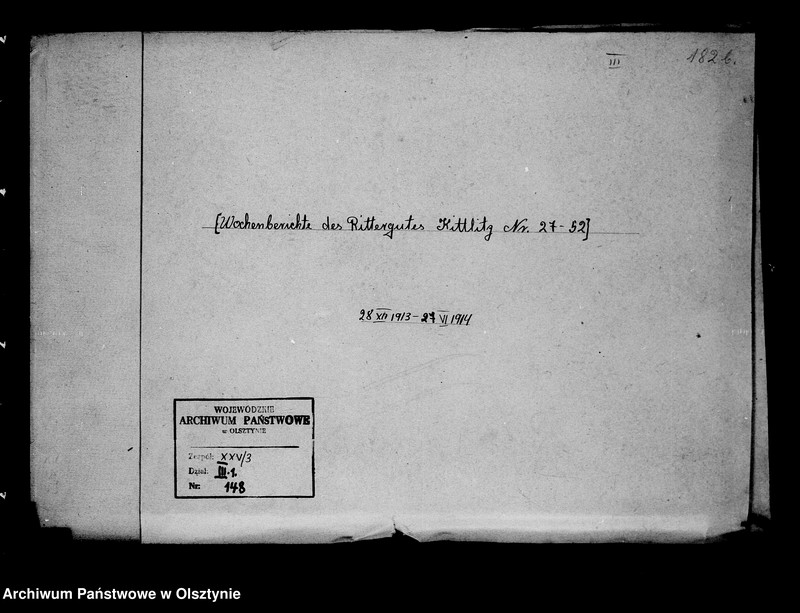 III
182b.
[Wochenberichte des Rittergutes Kittlitz Nr. 27-52]
28 XII 1913 - 27 VI 1914
WOJEWÓDZKIE
ARCHIWUM PAŃSTWOWE
w OLSZTYNIE
Zespół: XXV/3
Dział: III.1.
Nr: 148
Archiwum Państwowe w Olsztynie